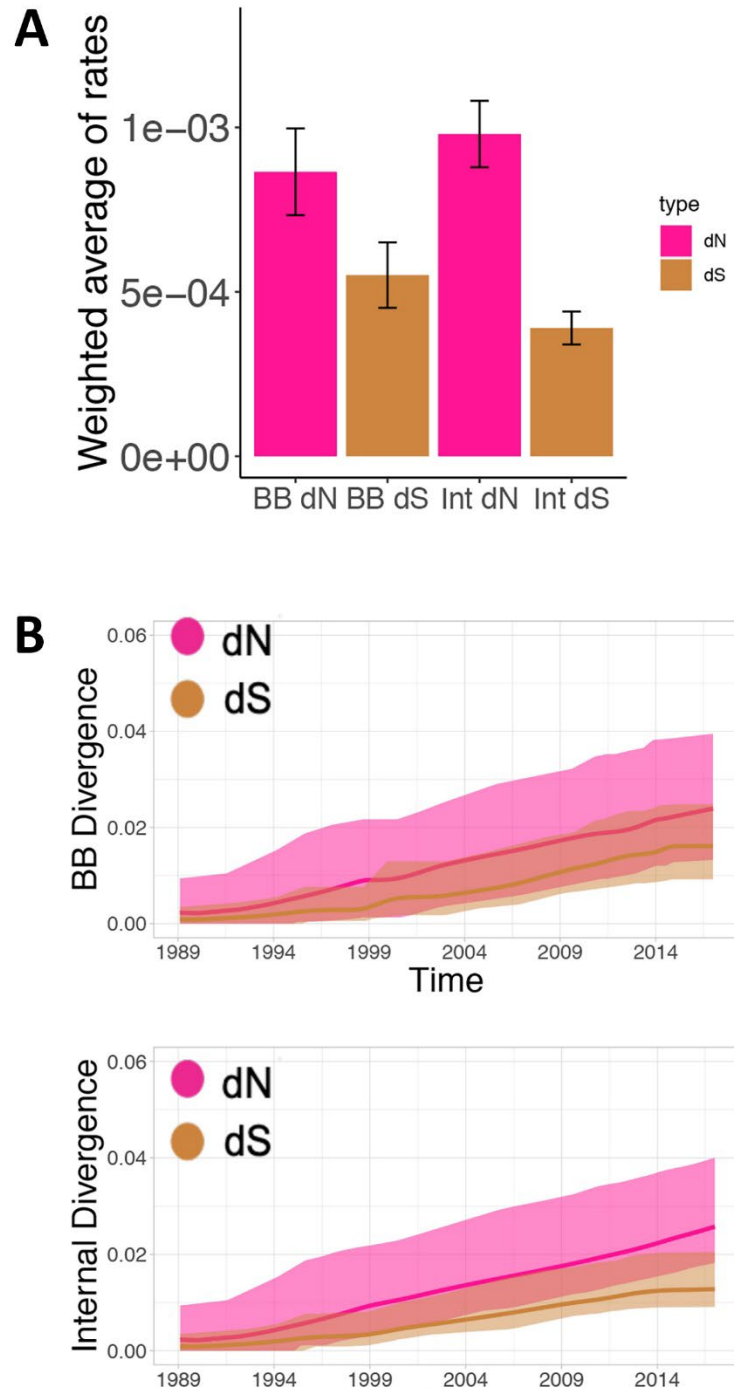 A
Weighted average of rates
1e−03
5e−04
0e+00
BB dN BB dS Int dN Int dS
type
dN
dS
B
BB Divergence
0.06
0.04
0.02
0.00
dN
dS
1989 1994 1999 2004 2009 2014
Time
Internal Divergence
0.06
0.04
0.02
0.00
dN
dS
1989 1994 1999 2004 2009 2014